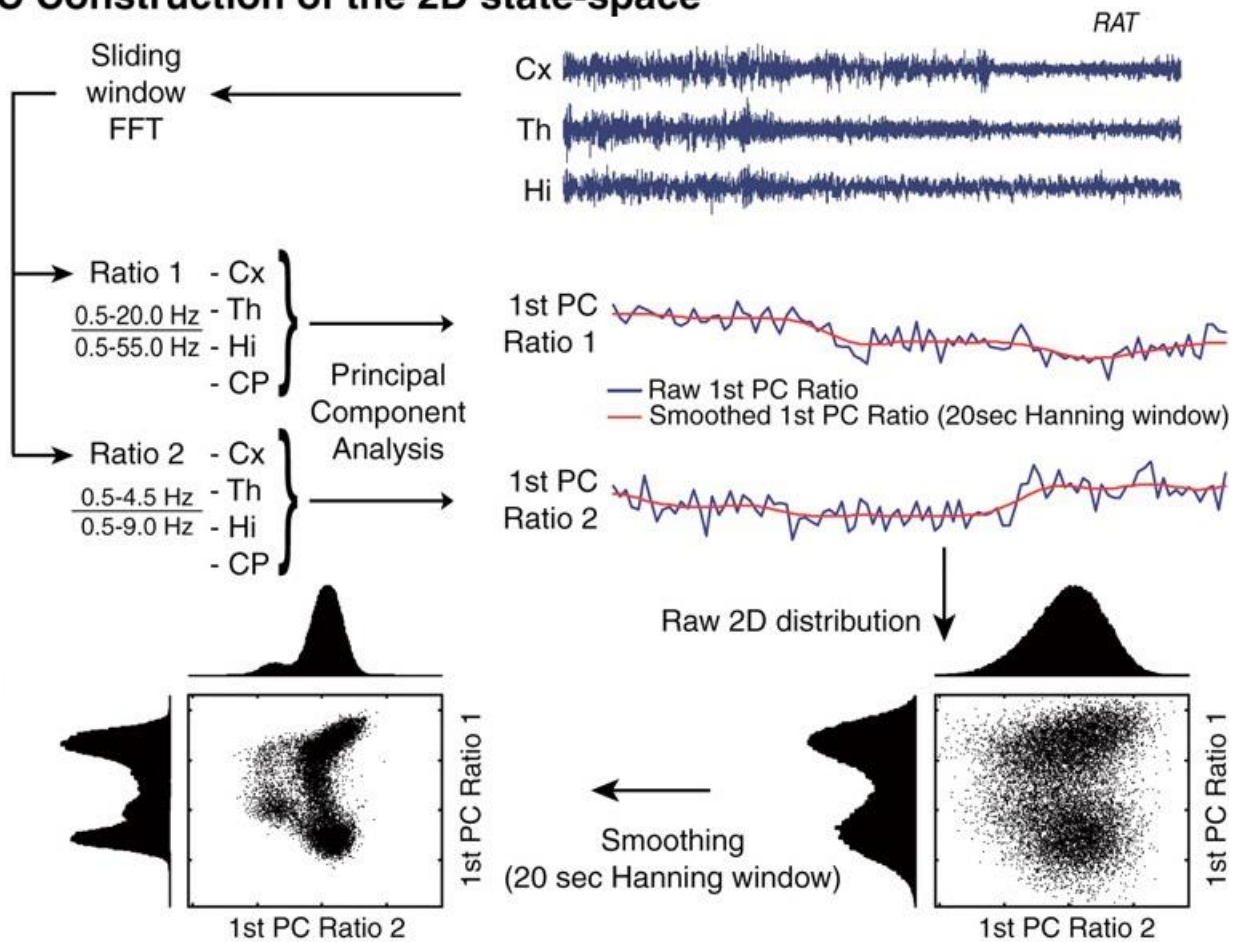 Construction of the 2D state-space
RAT
Sliding
window
FFT
Cx
Th
Hi
Ratio 1 - Cx
0.5-20.0 Hz - Th
0.5-55.0 Hz - Hi
- CP
Principal
Component
Analysis
1st PC
Ratio 1
Raw 1st PC Ratio
Smoothed 1st PC Ratio (20sec Hanning window)
Ratio 2 - Cx
0.5-4.5 Hz - Th
0.5-9.0 Hz - Hi
- CP
1st PC
Ratio 2
Raw 2D distribution
1st PC Ratio 1
1st PC Ratio 2
Smoothing
(20 sec Hanning window)
1st PC Ratio 1
1st PC Ratio 2